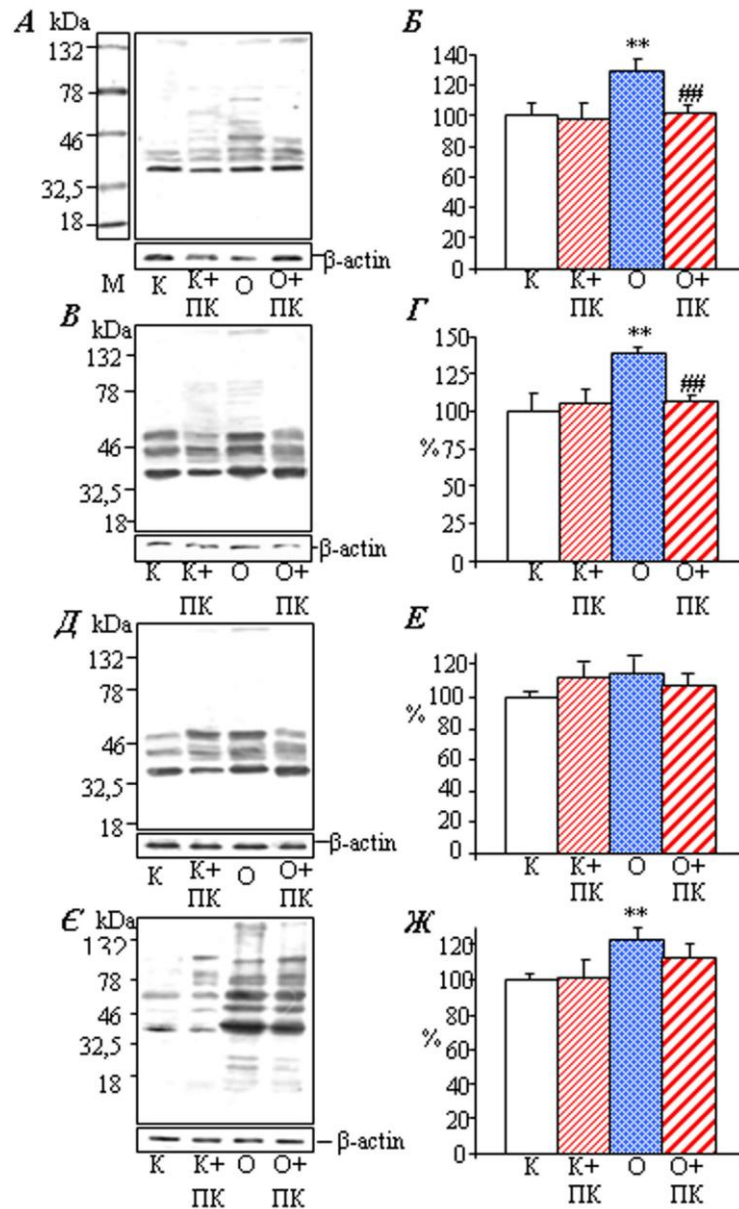 А
kDa
132
78
46
32,5
18
β-actin
М К К+ О О+
ПК ПК
Б
140
120
100
80
60
40
20
0
**
##
К К+ О О+
ПК ПК
В
kDa
132
78
46
32,5
18
β-actin
К К+ О О+
ПК ПК
Г
150
125
100
75
50
25
0
%
**
##
К К+ О О+
ПК ПК
Д
kDa
132
78
46
32,5
18
β-actin
К К+ О О+
ПК ПК
Е
120
100
80
60
40
20
0
%
К К+ О О+
ПК ПК
Є
kDa
132
78
46
32,5
18
β-actin
К К+ О О+
ПК ПК
Ж
120
100
80
60
40
20
0
%
**
К К+ О О+
ПК ПК